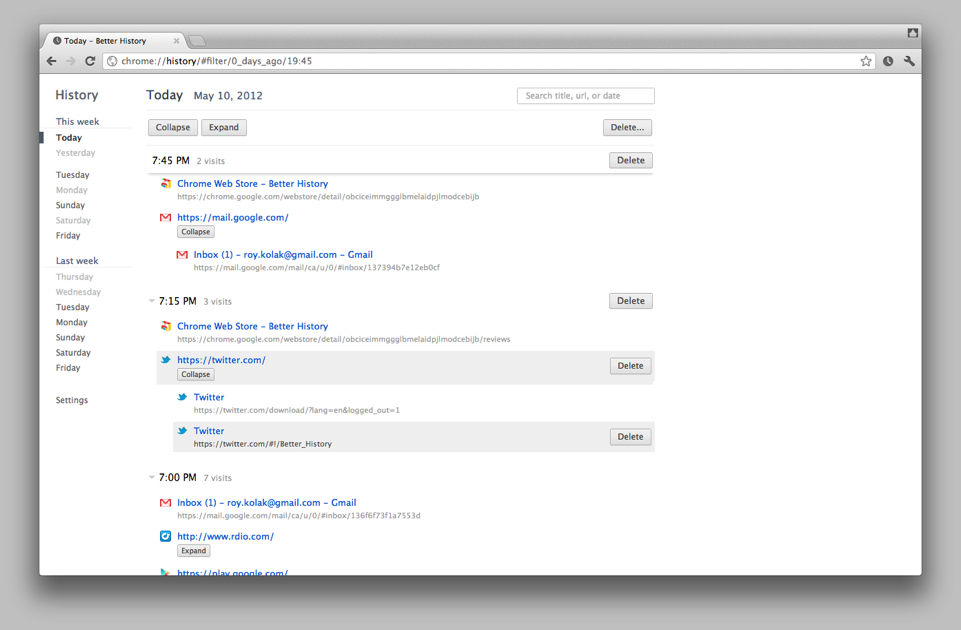 Today – Better History
chrome://history/#filter/0_days_ago/19:45
History
This week
Today
Yesterday
Tuesday
Monday
Sunday
Saturday
Friday
Last week
Thursday
Wednesday
Tuesday
Monday
Sunday
Saturday
Friday
Settings
Today May 10, 2012
Search title, url, or date
Collapse Expand Delete...
7:45 PM 2 visits Delete
Chrome Web Store – Better History
https://chrome.google.com/webstore/detail/obciceimmggglbmelaidpjlmodcebijb
https://mail.google.com/
Collapse
Inbox (1) – roy.kolak@gmail.com – Gmail
https://mail.google.com/mail/ca/u/0/#inbox/137394b7e12eb0cf
7:15 PM 3 visits Delete
Chrome Web Store – Better History
https://chrome.google.com/webstore/detail/obciceimmggglbmelaidpjlmodcebijb/reviews
https://twitter.com/
Collapse
Delete
Twitter
https://twitter.com/download/?lang=en&logged_out=1
Twitter
https://twitter.com/#!/Better_History
Delete
7:00 PM 7 visits
Inbox (1) – roy.kolak@gmail.com – Gmail
https://mail.google.com/mail/ca/u/0/#inbox/136f6f73f1a7553d
http://www.rdio.com/
Expand
https://play.google.com/